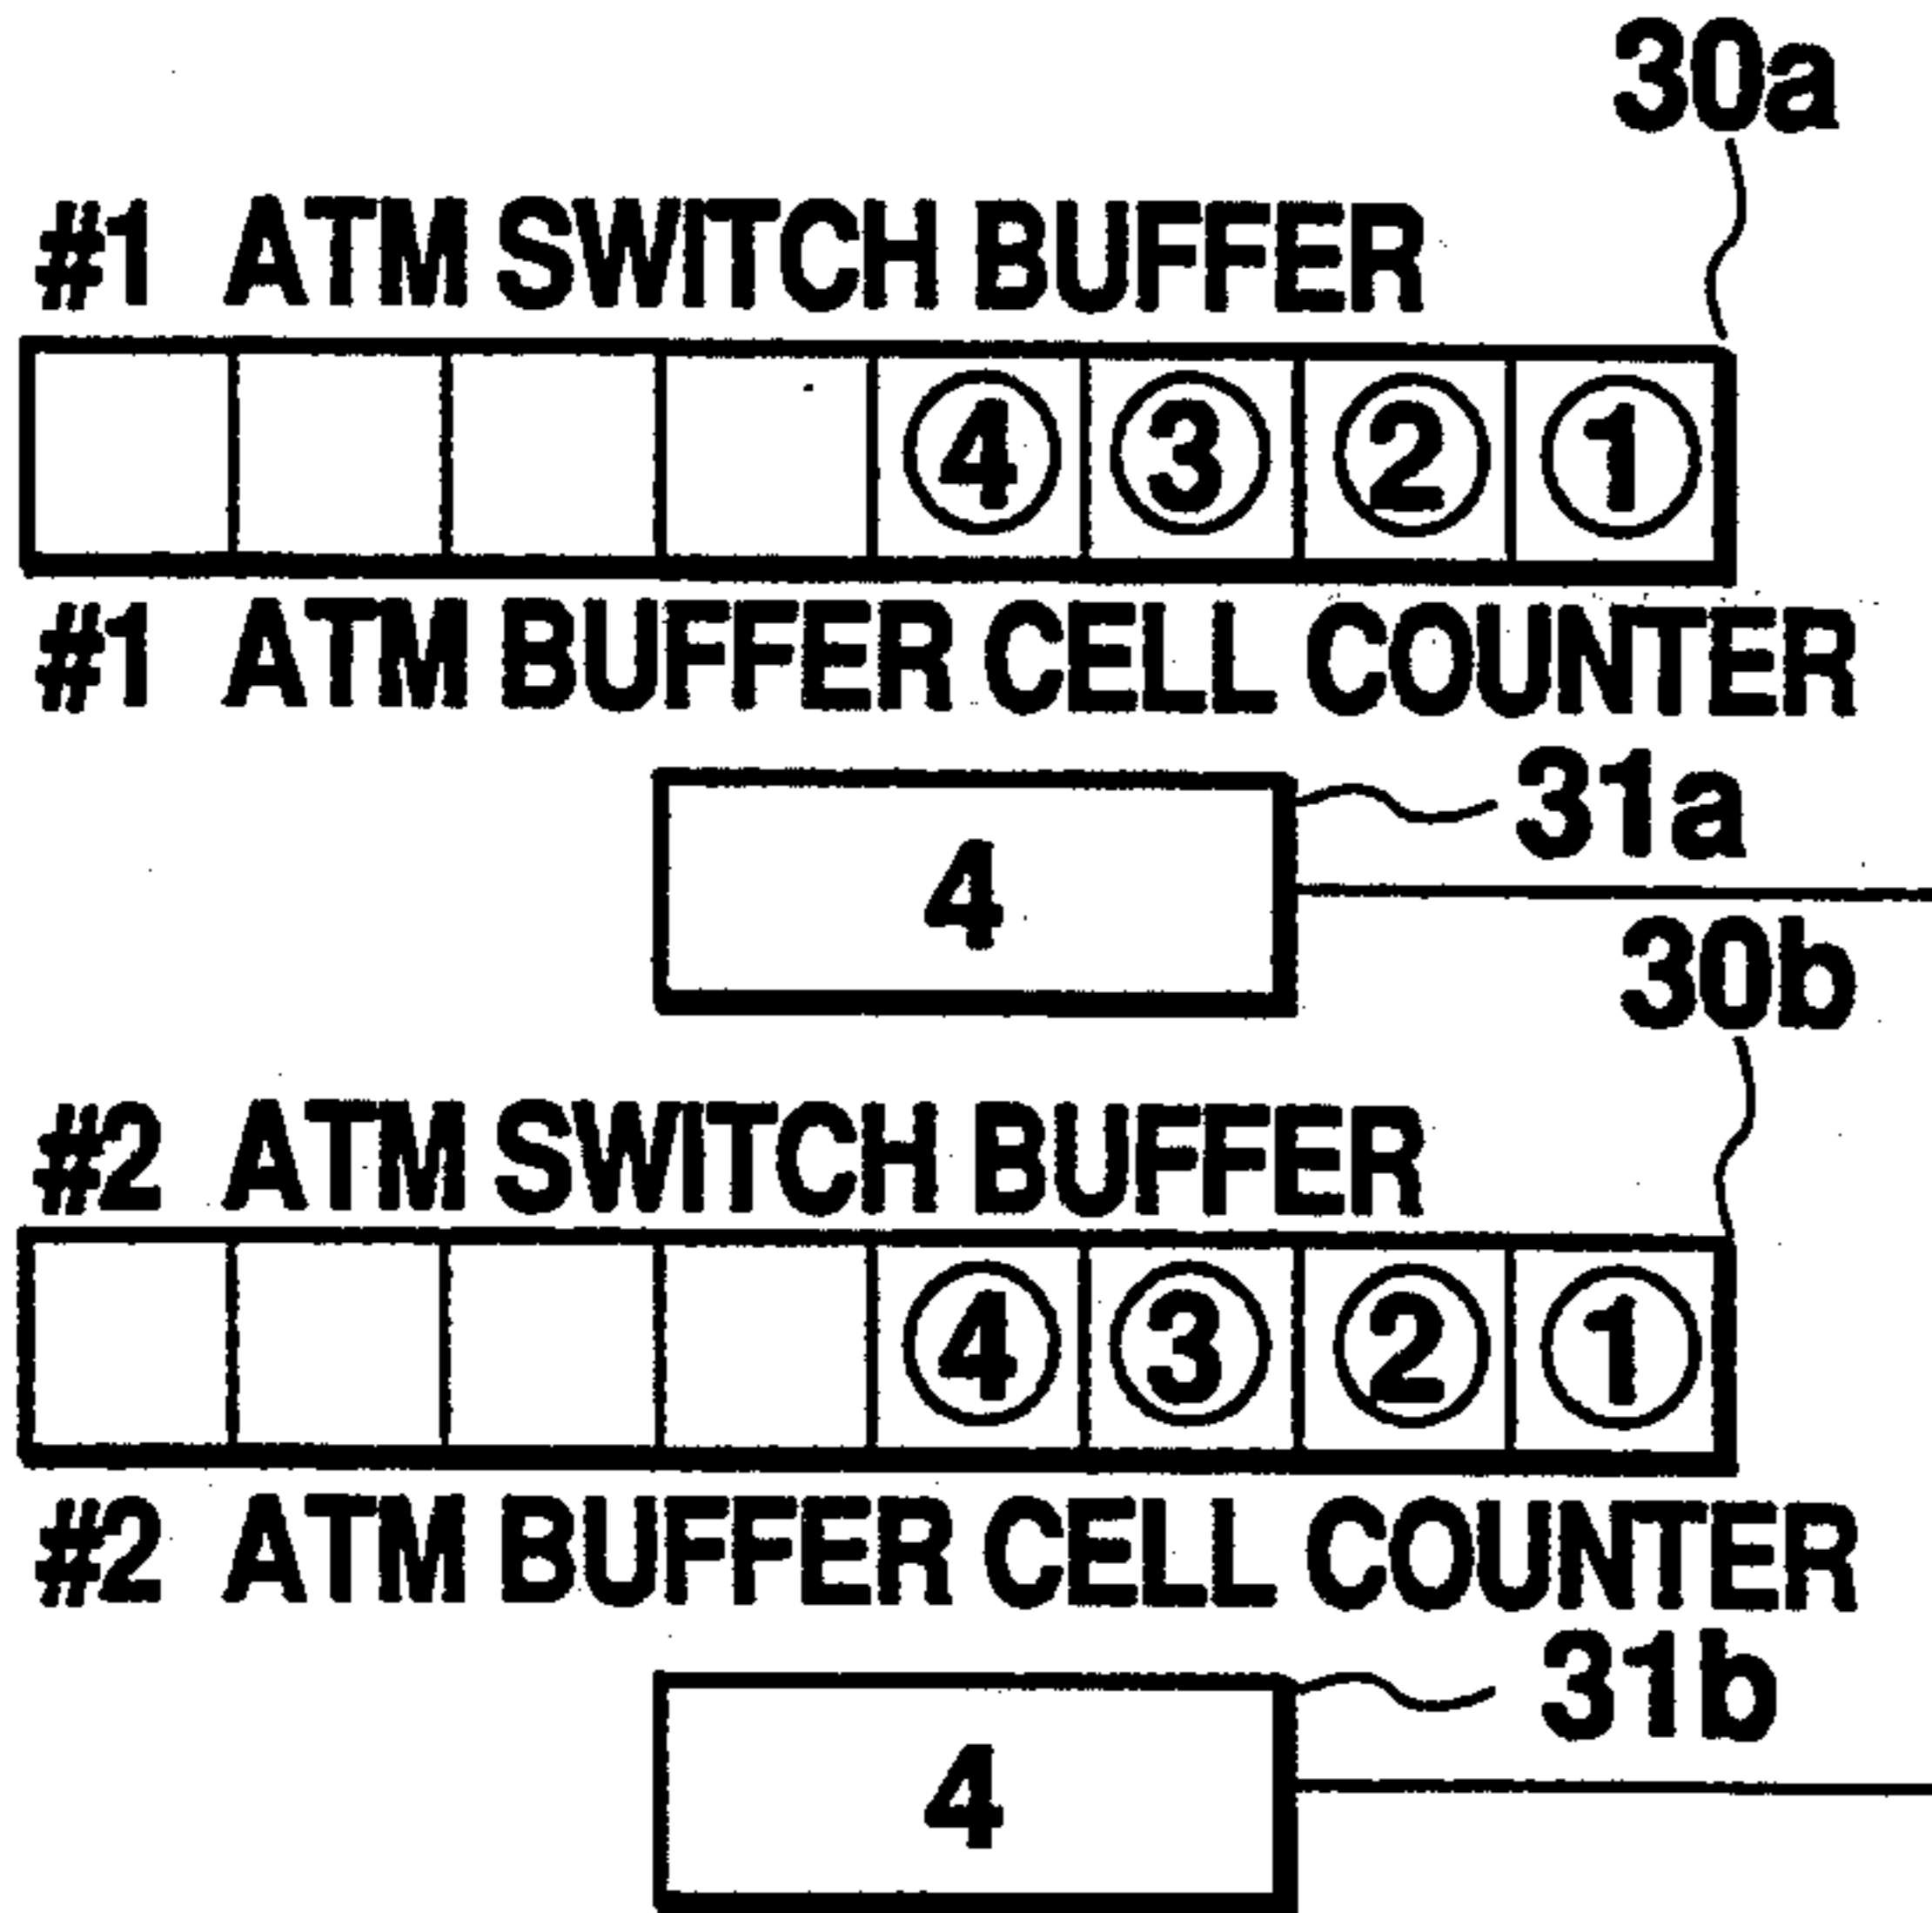 30a
#1 ATM SWITCH BUFFER
④ ③ ② ①
#1 ATM BUFFER CELL COUNTER
31a
4
30b
#2 ATM SWITCH BUFFER
④ ③ ② ①
#2 ATM BUFFER CELL COUNTER
31b
4